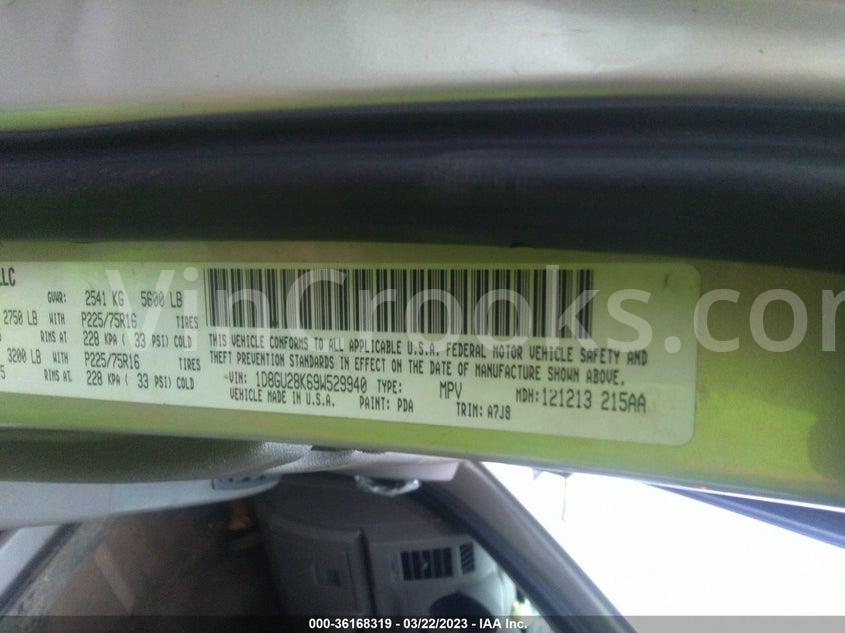 LLC
GVWR: 2541 KG 5600 LB
2750 LB WITH P225/75R16 TIRES
RIMS AT 228 KPA ( 33 PSI) COLD
3200 LB WITH P225/75R16 TIRES
RIMS AT 228 KPA ( 33 PSI) COLD
THIS VEHICLE CONFORMS TO ALL APPLICABLE U.S.A. FEDERAL MOTOR VEHICLE SAFETY AND
THEFT PREVENTION STANDARDS IN EFFECT ON THE DATE OF MANUFACTURE SHOWN ABOVE.
VIN: 1D8GU28K69W529940 TYPE: MPV MDH: 121213 215AA
VEHICLE MADE IN U.S.A. PAINT: PDA TRIM: A7J8
VinCrooks.com
000-36168319 - 03/22/2023 - IAA Inc.